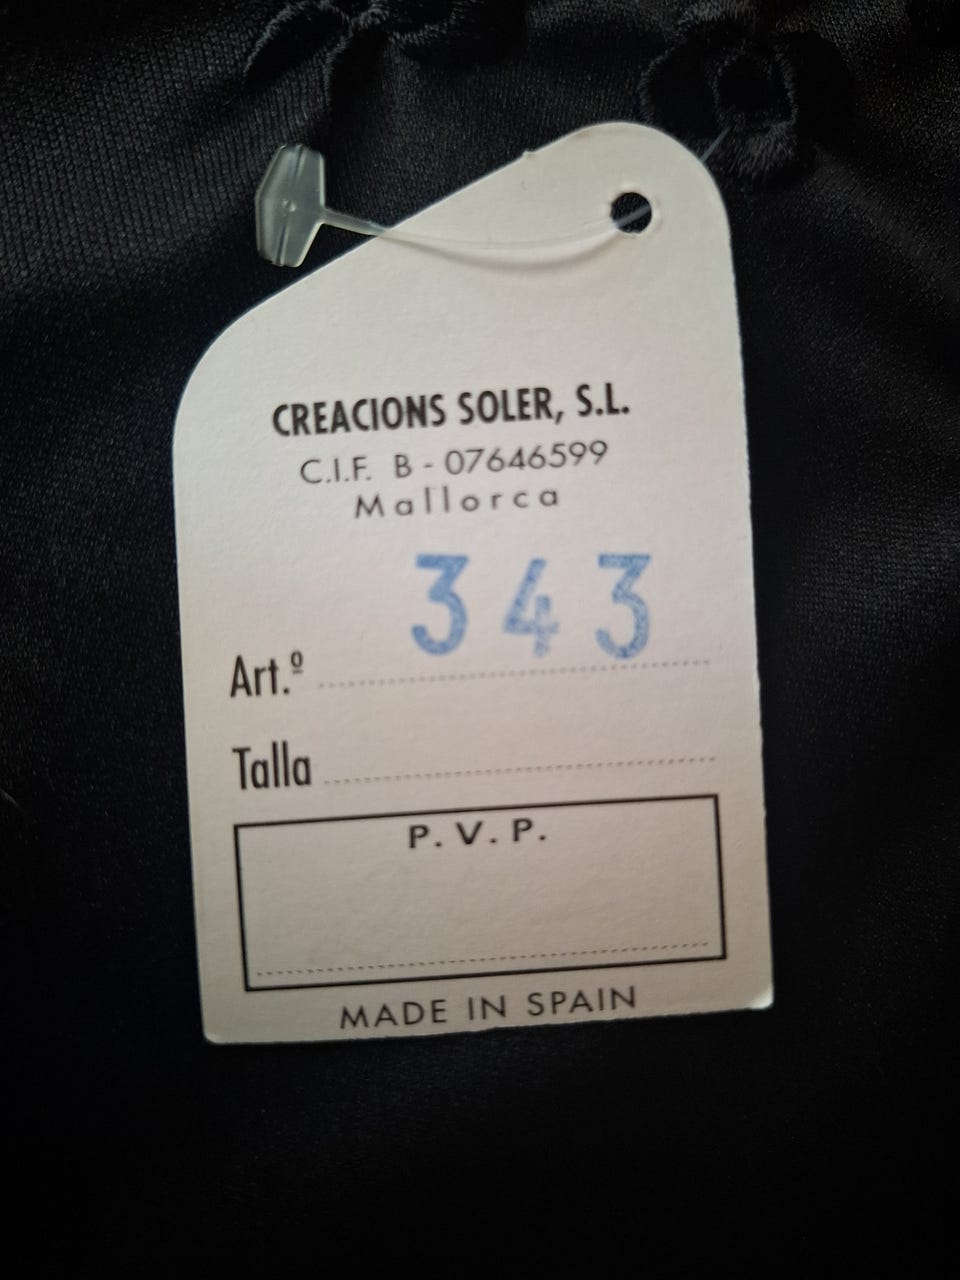 CREACIONS SOLER, S.L.
C.I.F. B - 07646599
Mallorca
Art.º 343
Talla
P.V.P.
MADE IN SPAIN